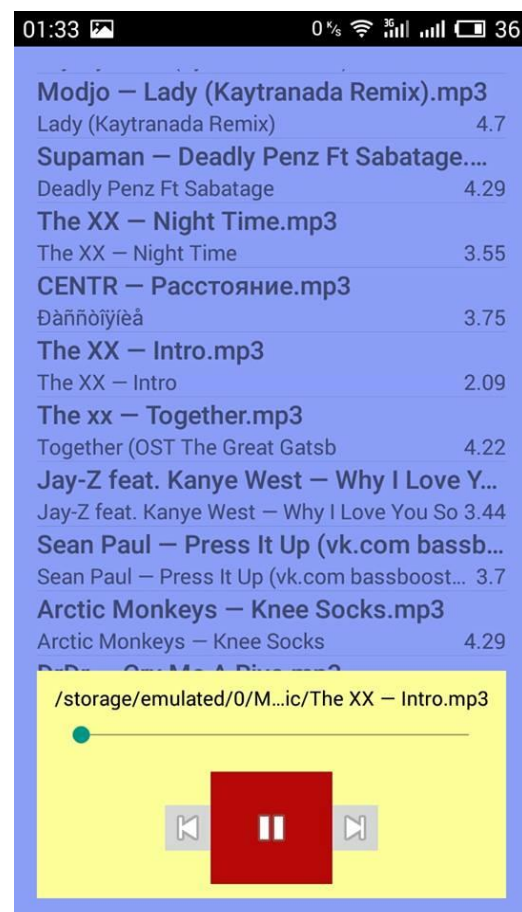 01:33 0 K/s 3G 36
Modjo — Lady (Kaytranada Remix).mp3
Lady (Kaytranada Remix) 4.7
Supaman — Deadly Penz Ft Sabatage....
Deadly Penz Ft Sabatage 4.29
The XX — Night Time.mp3
The XX — Night Time 3.55
CENTR — Расстояние.mp3
Ðàññòîÿíèå 3.75
The XX — Intro.mp3
The XX — Intro 2.09
The xx — Together.mp3
Together (OST The Great Gatsb 4.22
Jay-Z feat. Kanye West — Why I Love Y...
Jay-Z feat. Kanye West — Why I Love You So 3.44
Sean Paul — Press It Up (vk.com bassb...
Sean Paul — Press It Up (vk.com bassboost... 3.7
Arctic Monkeys — Knee Socks.mp3
Arctic Monkeys — Knee Socks 4.29
/storage/emulated/0/M...ic/The XX — Intro.mp3